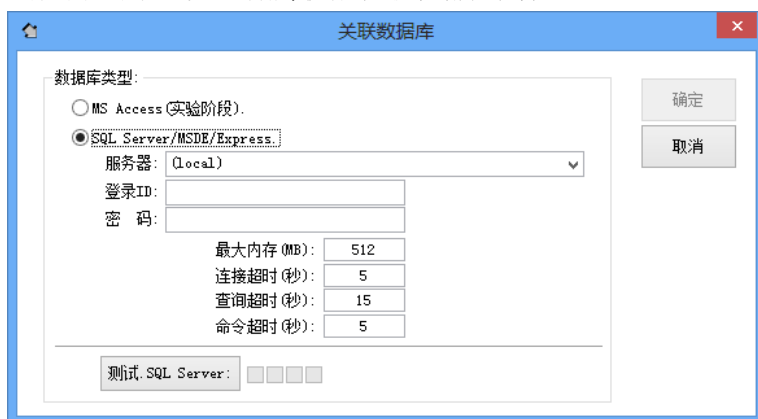 关联数据库
数据库类型:
MS Access(实验阶段).
SQL Server/MSDE/Express.
服务器: (local)
登录ID:
密 码:
最大内存(MB): 512
连接超时(秒): 5
查询超时(秒): 15
命令超时(秒): 5
测试.SQL Server:
确定
取消